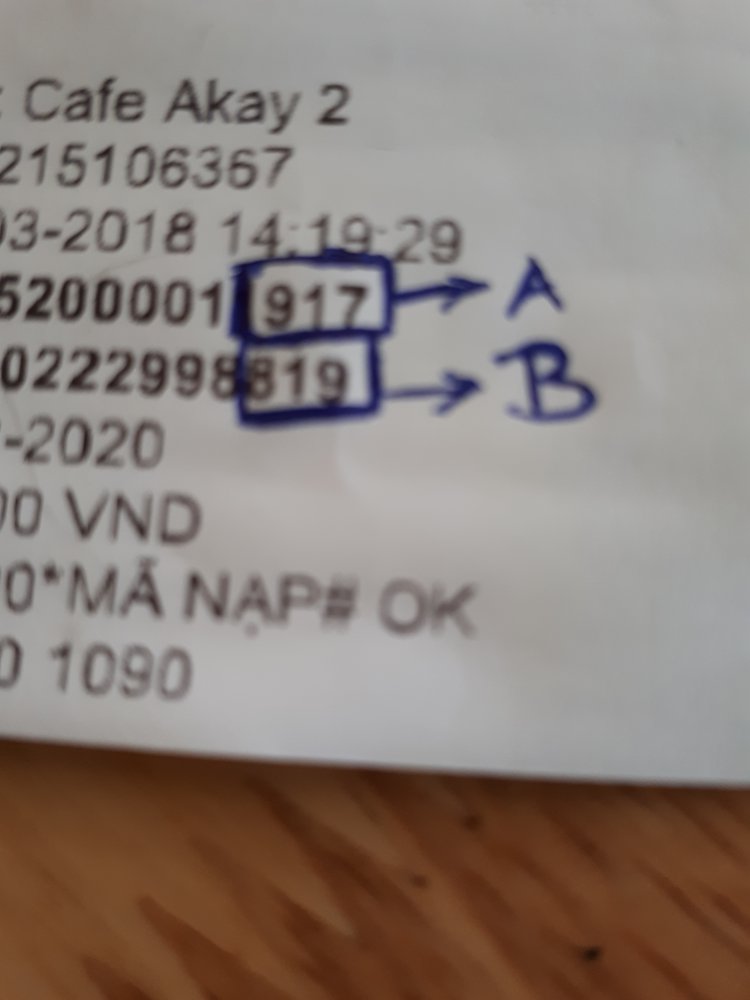 : Cafe Akay 2
215106367
03-2018 14:19:29
5200001917 A
0222998819 B
-2020
00 VND
0*MÃ NẠP# OK
0 1090